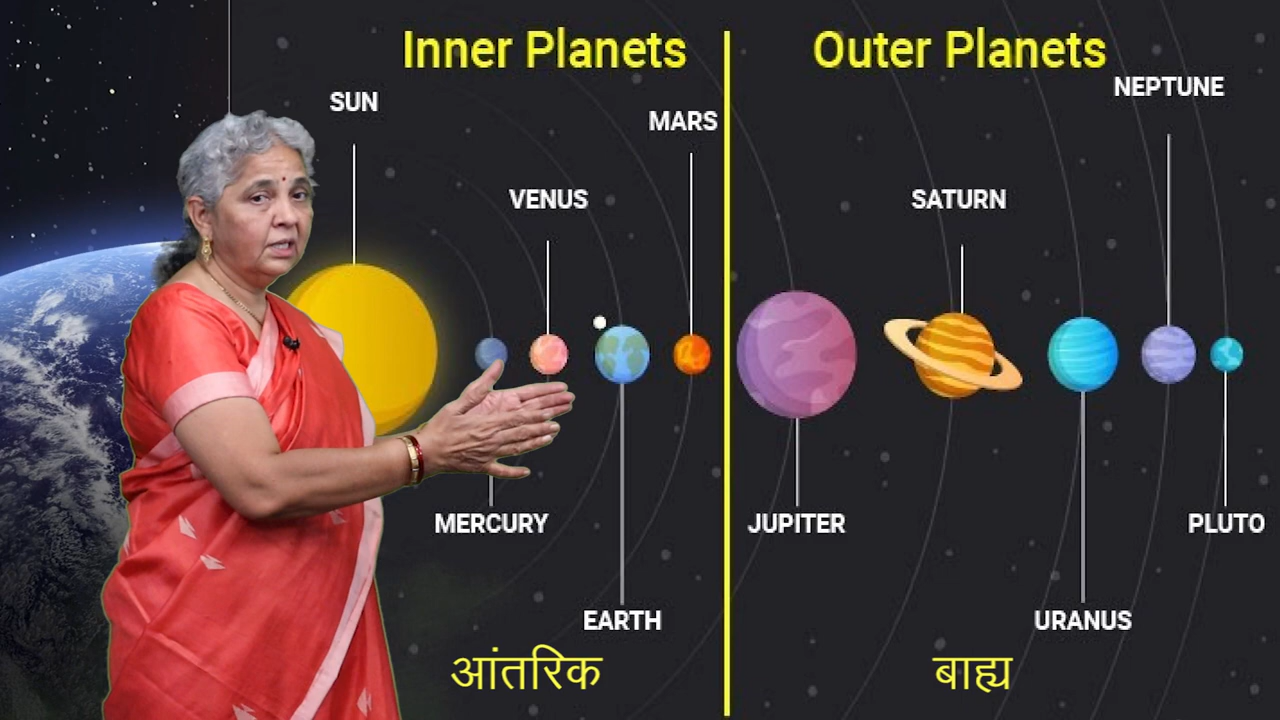 Inner Planets
Outer Planets
SUN
MARS
NEPTUNE
VENUS
SATURN
MERCURY
JUPITER
PLUTO
EARTH
URANUS
आंतरिक
बाह्य